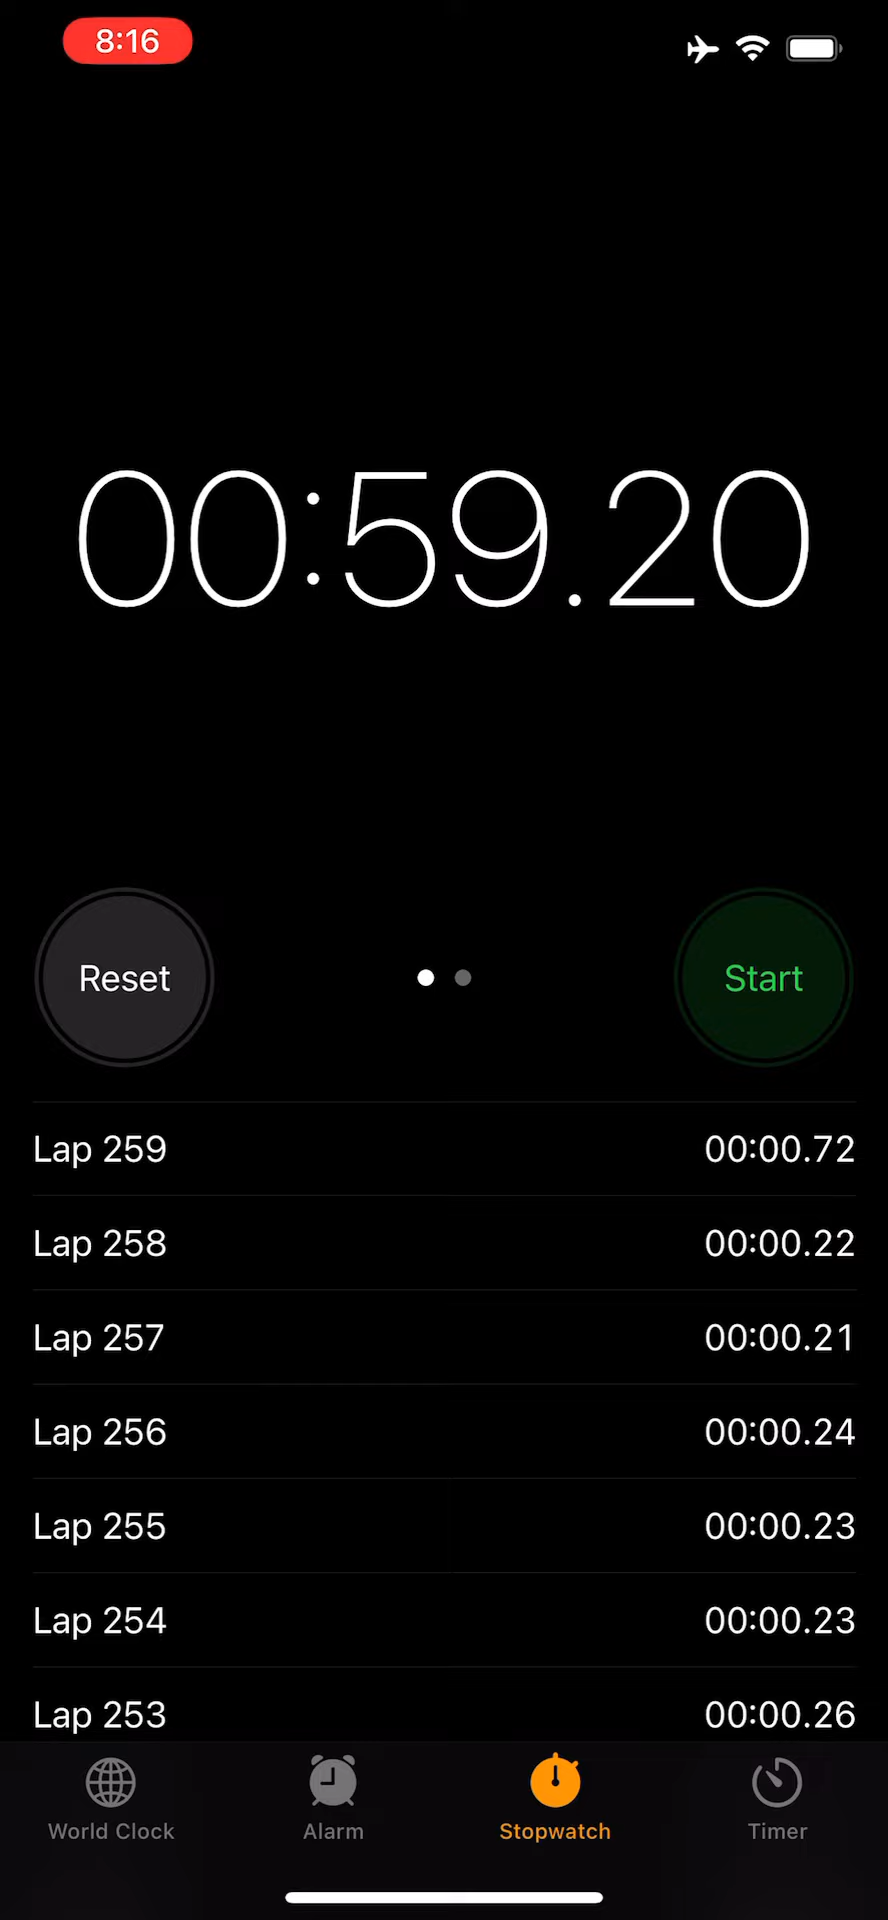 8:16
00:59.20
Reset
Start
Lap 259 00:00.72
Lap 258 00:00.22
Lap 257 00:00.21
Lap 256 00:00.24
Lap 255 00:00.23
Lap 254 00:00.23
Lap 253 00:00.26
World Clock Alarm Stopwatch Timer